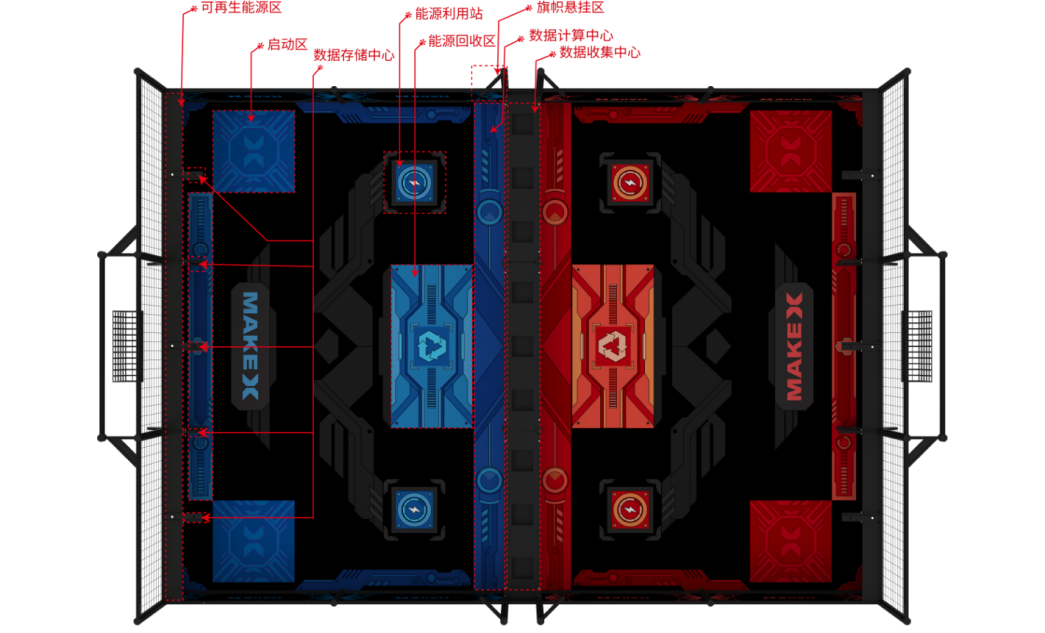 可再生能源区
能源利用站
旗帜悬挂区
启动区
数据存储中心
能源回收区
数据计算中心
数据收集中心
MAKEX
MAKEX